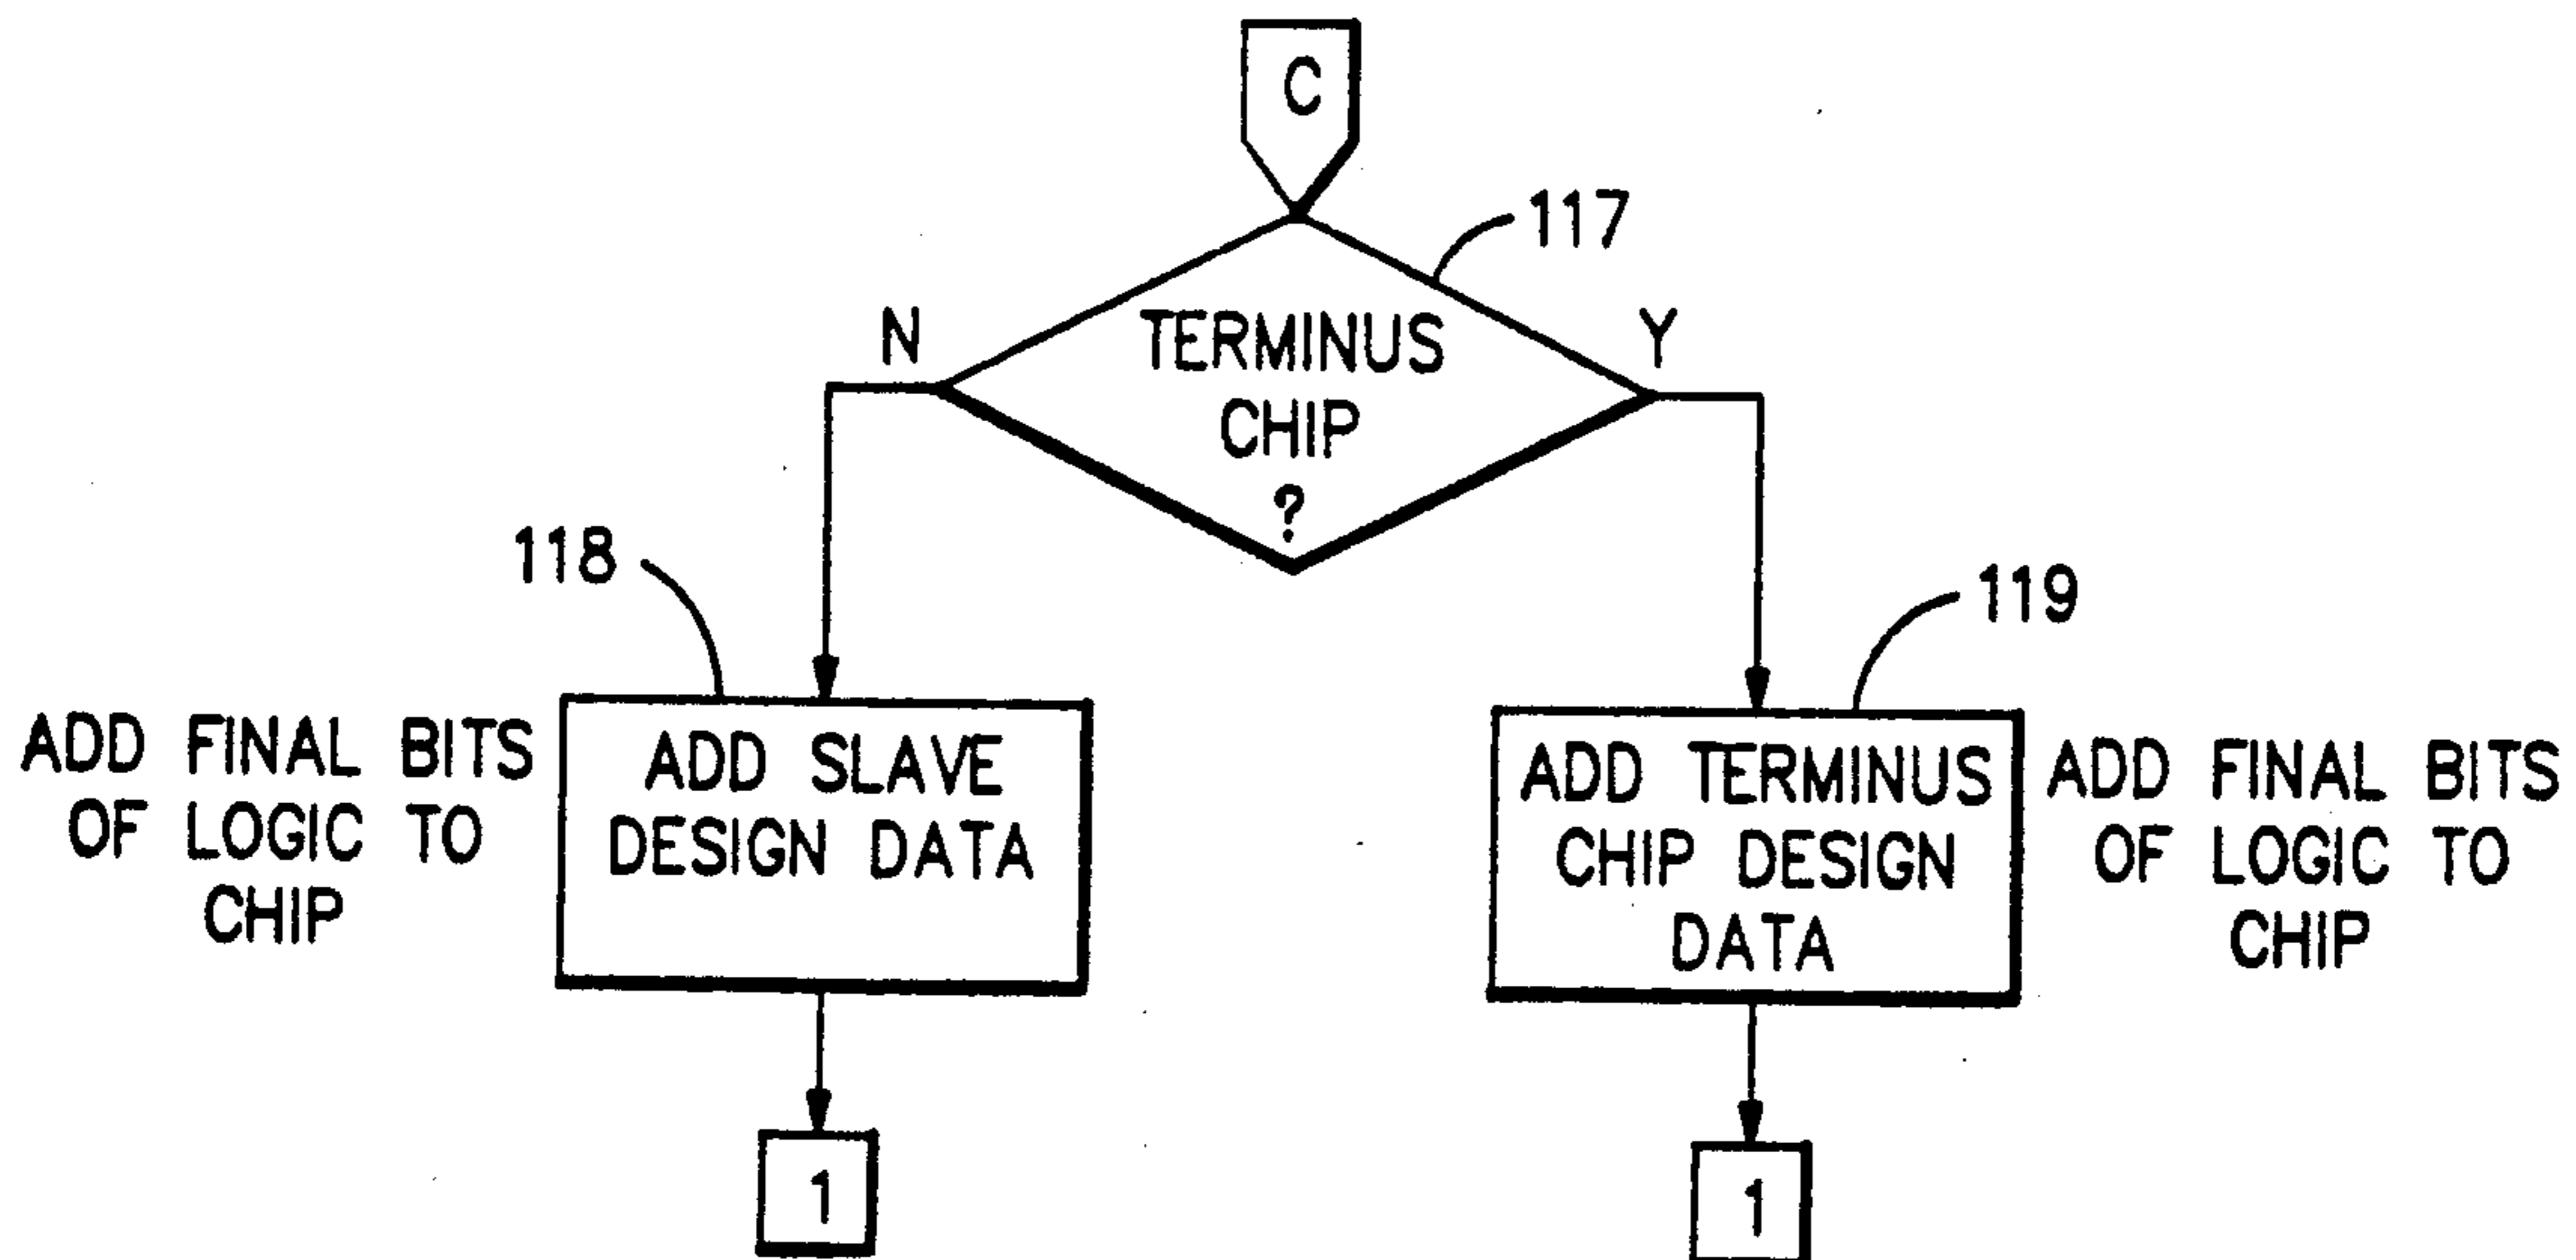 C
117
N
Y
TERMINUS
CHIP
?
118
119
ADD FINAL BITS
OF LOGIC TO
CHIP
ADD SLAVE
DESIGN DATA
ADD TERMINUS
CHIP DESIGN
DATA
ADD FINAL BITS
OF LOGIC TO
CHIP
1
1